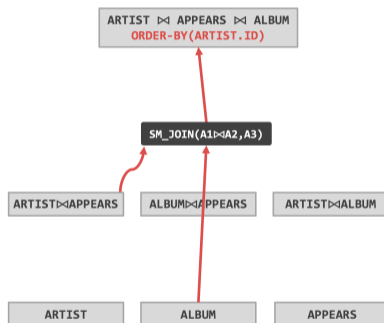 ARTIST ⋈ APPEARS ⋈ ALBUM
ORDER-BY(ARTIST.ID)
SM_JOIN(A1⋈A2,A3)
ARTIST⋈APPEARS ALBUM⋈APPEARS ARTIST⋈ALBUM
ARTIST ALBUM APPEARS